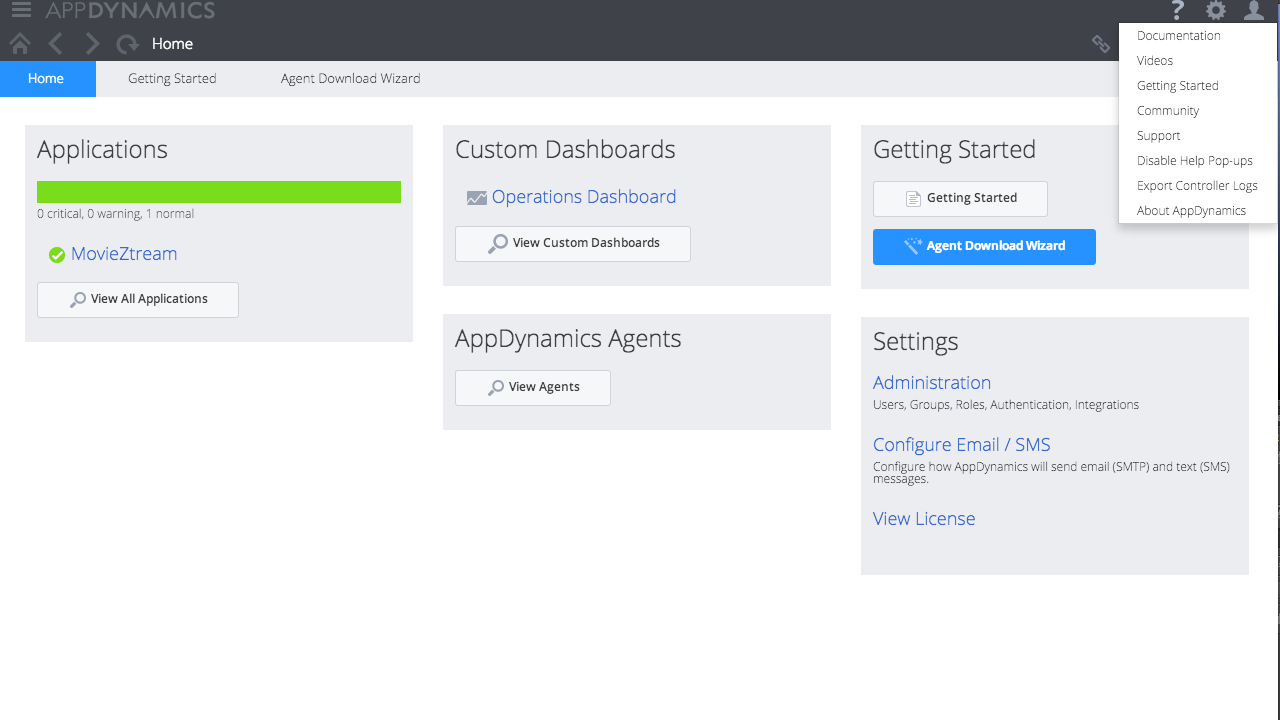 APPDYNAMICS
?
Home
Home
Getting Started
Agent Download Wizard
Documentation
Videos
Getting Started
Community
Support
Disable Help Pop-ups
Export Controller Logs
About AppDynamics
Applications
0 critical, 0 warning, 1 normal
MovieZtream
View All Applications
Custom Dashboards
Operations Dashboard
View Custom Dashboards
AppDynamics Agents
View Agents
Getting Started
Getting Started
Agent Download Wizard
Settings
Administration
Users, Groups, Roles, Authentication, Integrations
Configure Email / SMS
Configure how AppDynamics will send email (SMTP) and text (SMS)
messages.
View License